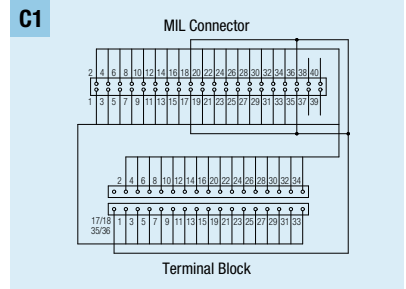 C1
MIL Connector
2 4 6 8 10 12 14 16 18 20 22 24 26 28 30 32 34 36 38 40
1 3 5 7 9 11 13 15 17 19 21 23 25 27 29 31 33 35 37 39
2 4 6 8 10 12 14 16 20 22 24 26 28 30 32 34
17/18 1 3 5 7 9 11 13 15 19 21 23 25 27 29 31 33
35/36
Terminal Block